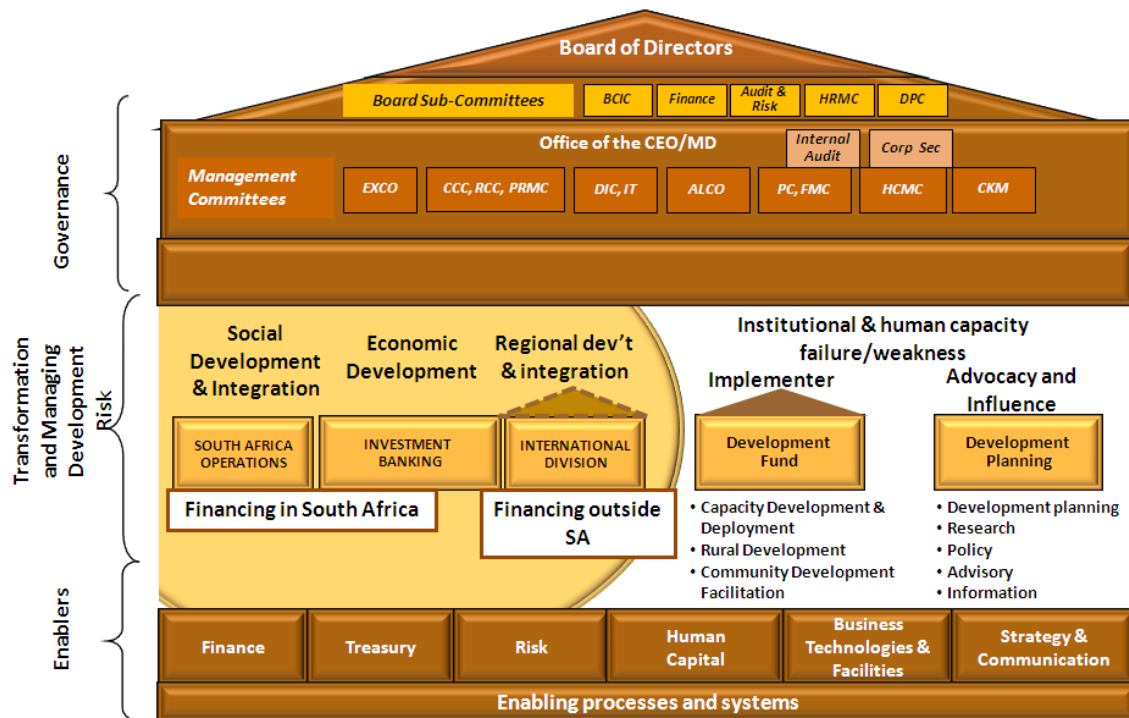 Board of Directors
Board Sub-Committees
BCIC
Finance
Audit &
Risk
HRMC
DPC
Office of the CEO/MD
Internal
Audit
Corp Sec
Management
Committees
EXCO
CCC, RCC, PRMC
DIC, IT
ALCO
PC, FMC
HCMC
CKM
Governance
Transformation
and Managing
Development
Risk
Social
Development
& Integration
Economic
Development
Regional dev't
& integration
Institutional & human capacity
failure/weakness
Implementer
Advocacy and
Influence
SOUTH AFRICA
OPERATIONS
INVESTMENT
BANKING
INTERNATIONAL
DIVISION
Development
Fund
Development
Planning
Financing in South Africa
Financing outside
SA
• Capacity Development &
Deployment
• Rural Development
• Community Development
Facilitation
• Development planning
• Research
• Policy
• Advisory
• Information
Enablers
Finance
Treasury
Risk
Human
Capital
Business
Technologies &
Facilities
Strategy &
Communication
Enabling processes and systems